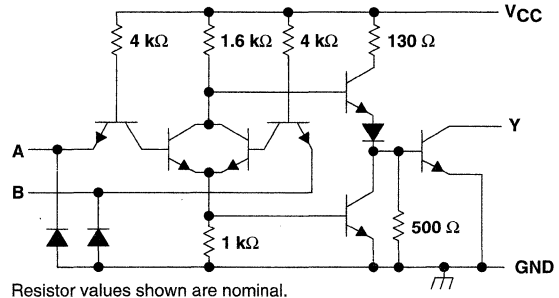 VCC
4 kΩ 1.6 kΩ 4 kΩ 130 Ω
A
Y
B
500 Ω
1 kΩ
GND
Resistor values shown are nominal.